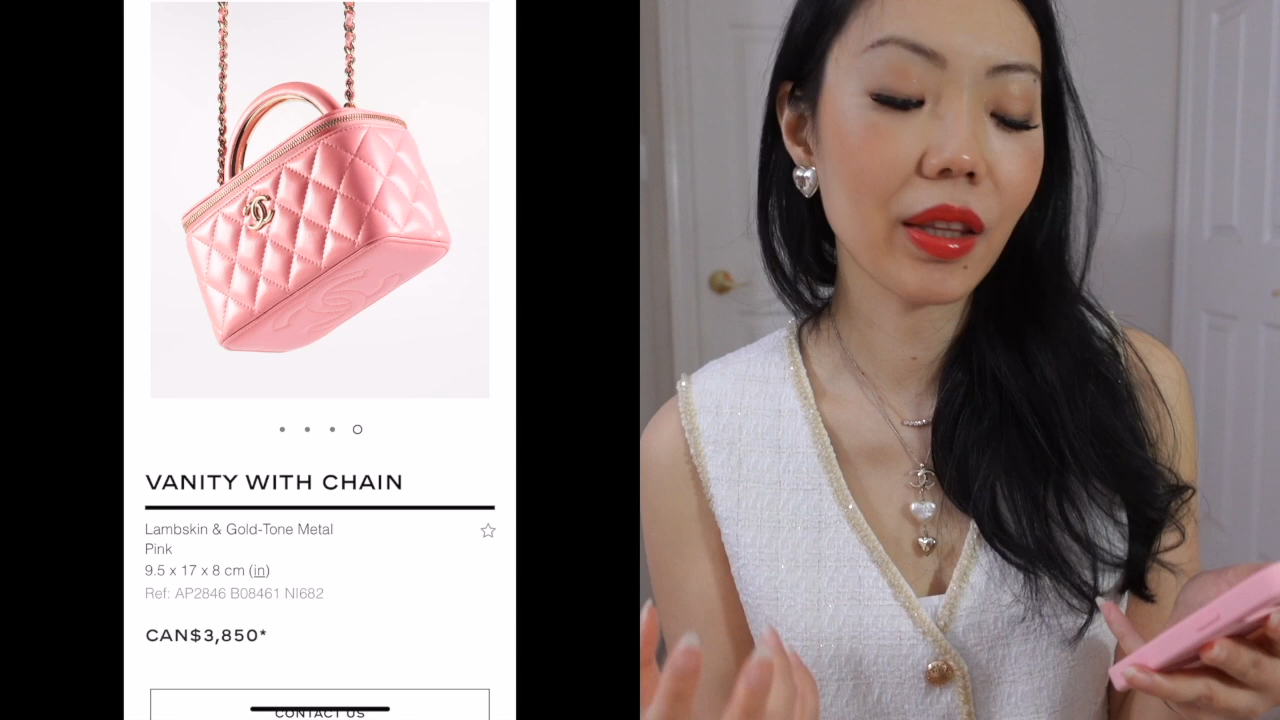 VANITY WITH CHAIN
Lambskin & Gold-Tone Metal
Pink
9.5 x 17 x 8 cm (in)
Ref: AP2846 B08461 NI682
CAN$3,850*
CONTACT US